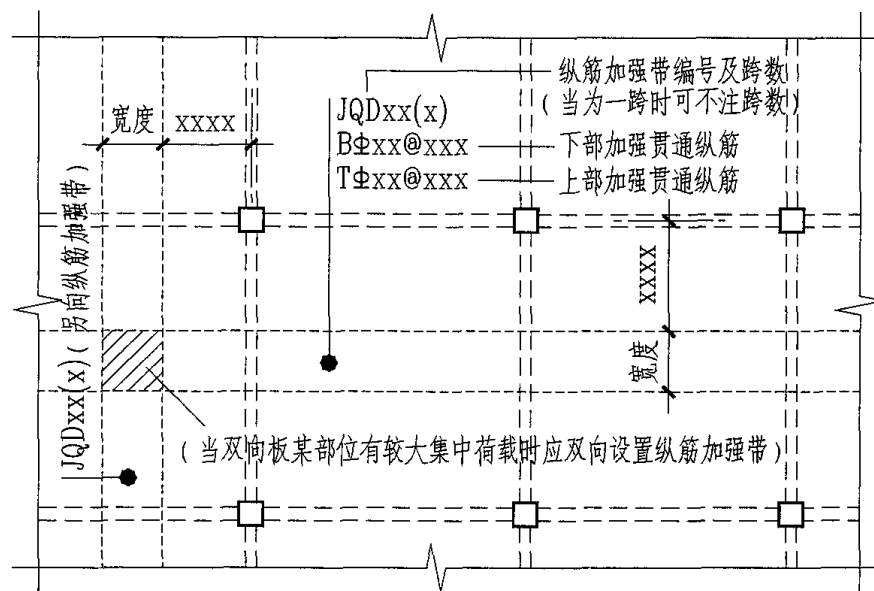 纵筋加强带编号及跨数
(当为一跨时可不注跨数)
JQDxx(x)
BΦxx@xxx
下部加强贯通纵筋
TΦxx@xxx
上部加强贯通纵筋
宽度
xxxx
xxxx
宽度
JQDxx(x)(另向纵筋加强带)
(当双向板某部位有较大集中荷载时应双向设置纵筋加强带)